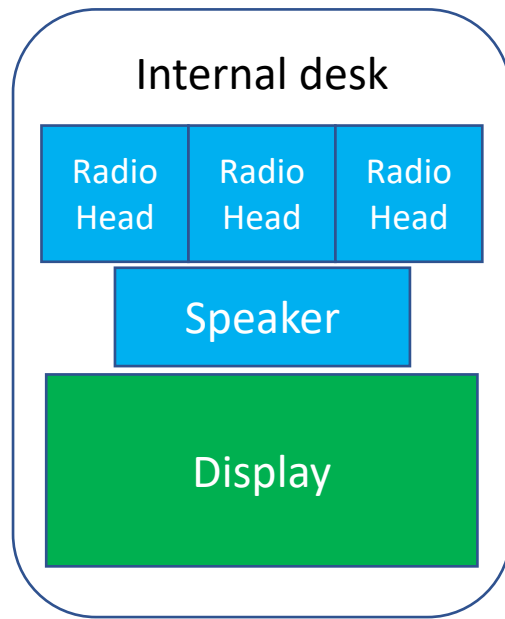 Internal desk
Radio Radio Radio
Head Head Head
Speaker
Display